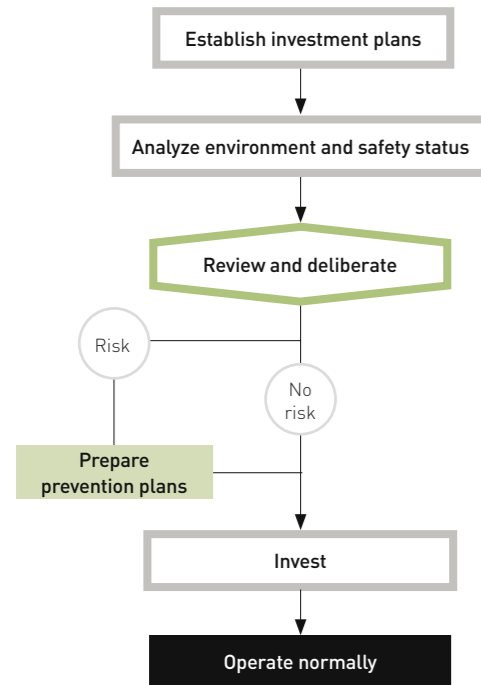 Establish investment plans
Analyze environment and safety status
Review and deliberate
Risk
No
risk
Prepare
prevention plans
Invest
Operate normally